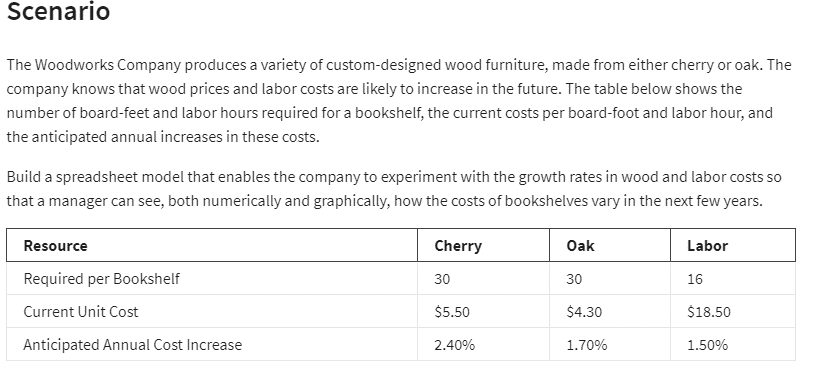 Scenario
The Woodworks Company produces a variety of custom-designed wood furniture, made from either cherry or oak. The
company knows that wood prices and labor costs are likely to increase in the future. The table below shows the
number of board-feet and labor hours required for a bookshelf, the current costs per board-foot and labor hour, and
the anticipated annual increases in these costs.
Build a spreadsheet model that enables the company to experiment with the growth rates in wood and labor costs so
that a manager can see, both numerically and graphically, how the costs of bookshelves vary in the next few years.
Resource Cherry Oak Labor
Required per Bookshelf 30 30 16
Current Unit Cost $5.50 $4.30 $18.50
Anticipated Annual Cost Increase 2.40% 1.70% 1.50%